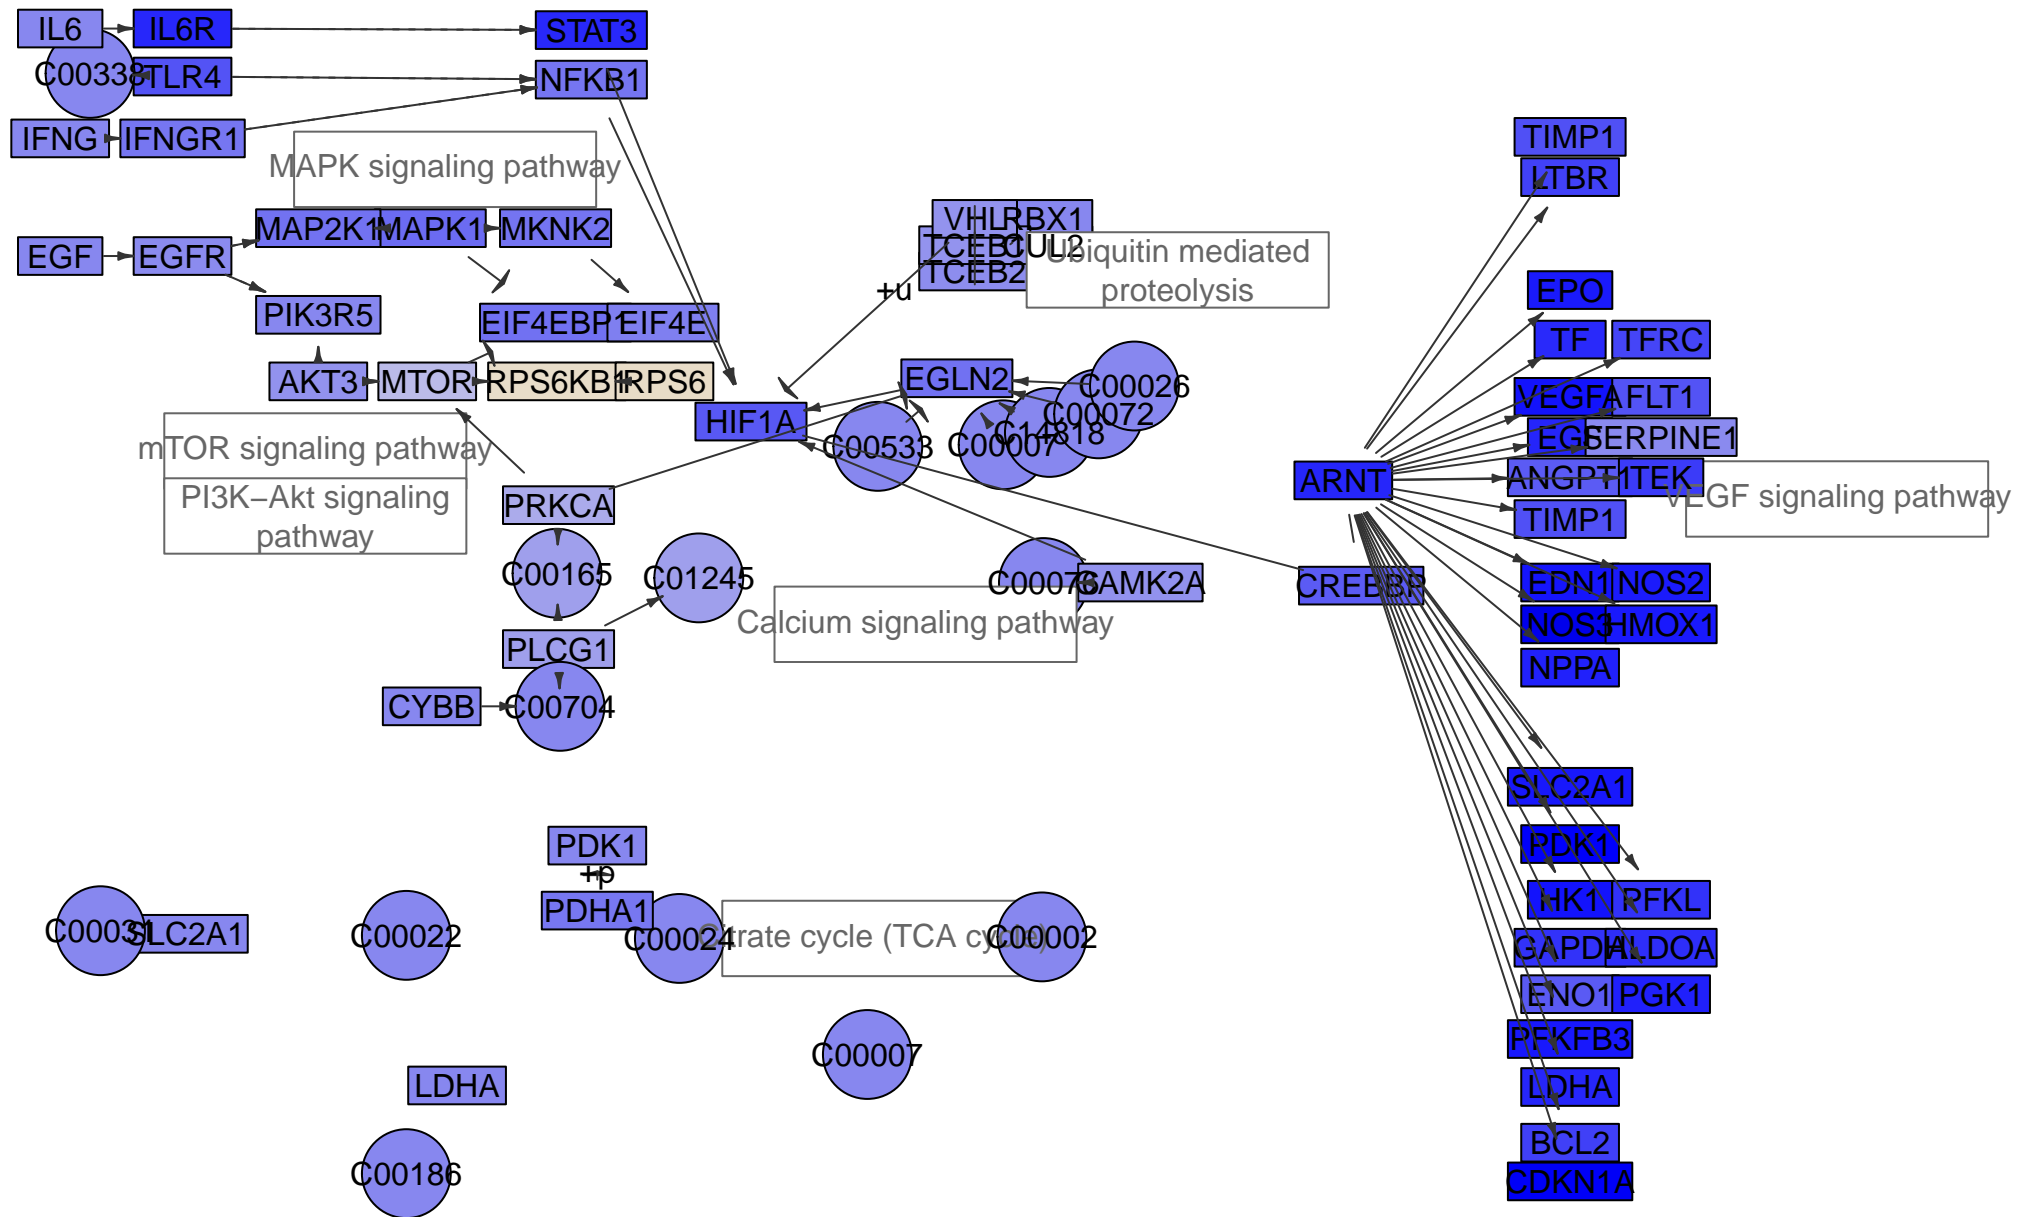 IL6
IL6R
STAT3
C00338
TLR4
NFKB1
IFNG
IFNGR1
MAPK signaling pathway
TIMP1
LTBR
MAP2K1
MAPK1
MKNK2
VHL
RBX1
EGF
EGFR
TCEB1
CUL2
Ubiquitin mediated
proteolysis
TCEB2
+u
EPO
PIK3R5
EIF4EBP1
EIF4E
TF
TFRC
AKT3
MTOR
RPS6KB1
RPS6
EGLN2
C00026
HIF1A
C00072
C14818
C00007
C00533
VEGFA
FLT1
EGF
SERPINE1
mTOR signaling pathway
PI3K–Akt signaling
pathway
ARNT
ANGPT1
TEK
VEGF signaling pathway
PRKCA
TIMP1
C00165
C01245
C00076
CAMK2A
CREBBP
EDN1
NOS2
Calcium signaling pathway
NOS3
HMOX1
PLCG1
NPPA
CYBB
C00704
SLC2A1
PDK1
+p
PDK1
PDHA1
HK1
PFKL
C00031
SLC2A1
C00022
C00024
Citrate cycle (TCA cycle)
C00002
GAPDH
ALDOA
ENO1
PGK1
C00007
PFKFB3
LDHA
LDHA
BCL2
C00186
CDKN1A